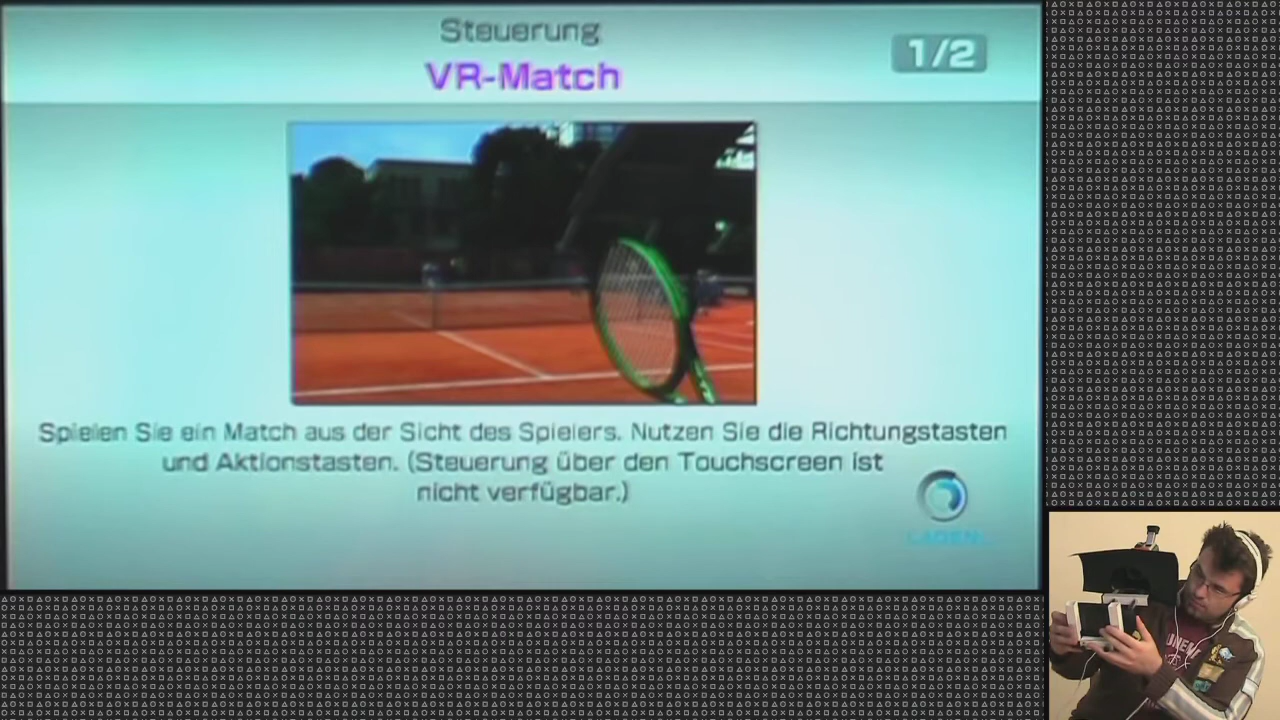 Steuerung
VR-Match
1/2
Spielen Sie ein Match aus der Sicht des Spielers. Nutzen Sie die Richtungstasten
und Aktionstasten. (Steuerung über den Touchscreen ist
nicht verfügbar.)
LADEN...